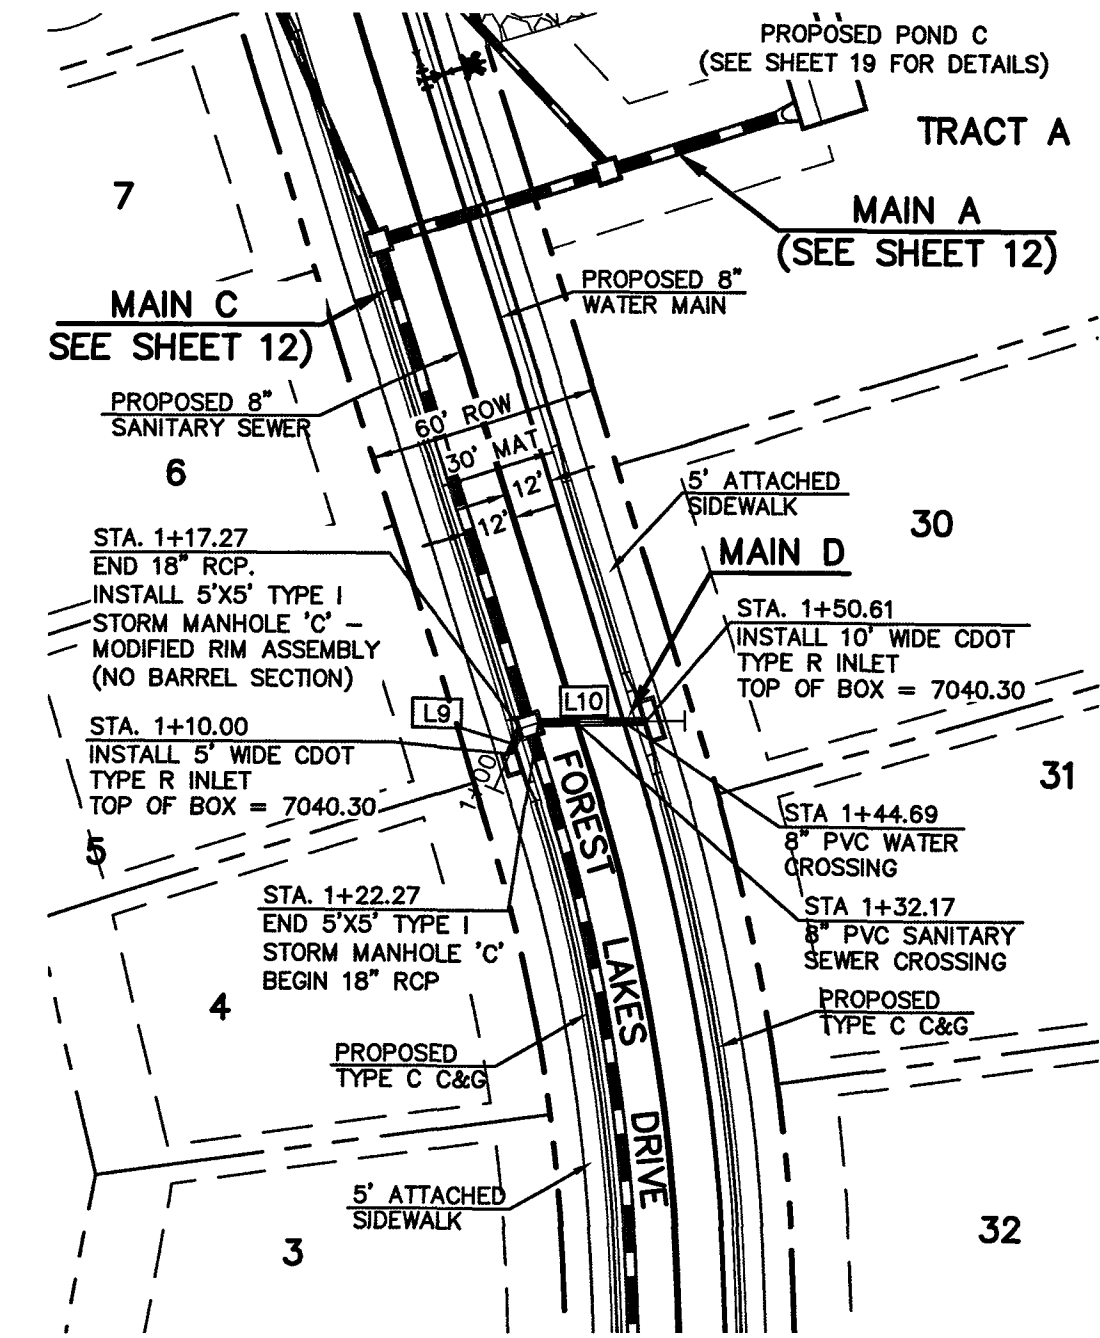 PROPOSED POND C
(SEE SHEET 19 FOR DETAILS)
TRACT A
7
MAIN A
(SEE SHEET 12)
PROPOSED 8"
WATER MAIN
MAIN C
SEE SHEET 12)
PROPOSED 8"
SANITARY SEWER
60' ROW
30' MAT
12'
12'
6
5' ATTACHED
SIDEWALK
30
STA. 1+17.27
END 18" RCP.
INSTALL 5'X5' TYPE I
STORM MANHOLE 'C' –
MODIFIED RIM ASSEMBLY
(NO BARREL SECTION)
MAIN D
STA. 1+50.61
INSTALL 10' WIDE CDOT
TYPE R INLET
TOP OF BOX = 7040.30
L9
L10
STA. 1+10.00
INSTALL 5' WIDE CDOT
TYPE R INLET
TOP OF BOX = 7040.30
1+00
31
5
STA 1+44.69
8" PVC WATER
CROSSING
STA. 1+22.27
END 5'X5' TYPE I
STORM MANHOLE 'C'
BEGIN 18" RCP
STA 1+32.17
8" PVC SANITARY
SEWER CROSSING
FOREST LAKES DRIVE
4
PROPOSED
TYPE C C&G
PROPOSED
TYPE C C&G
5' ATTACHED
SIDEWALK
3
32